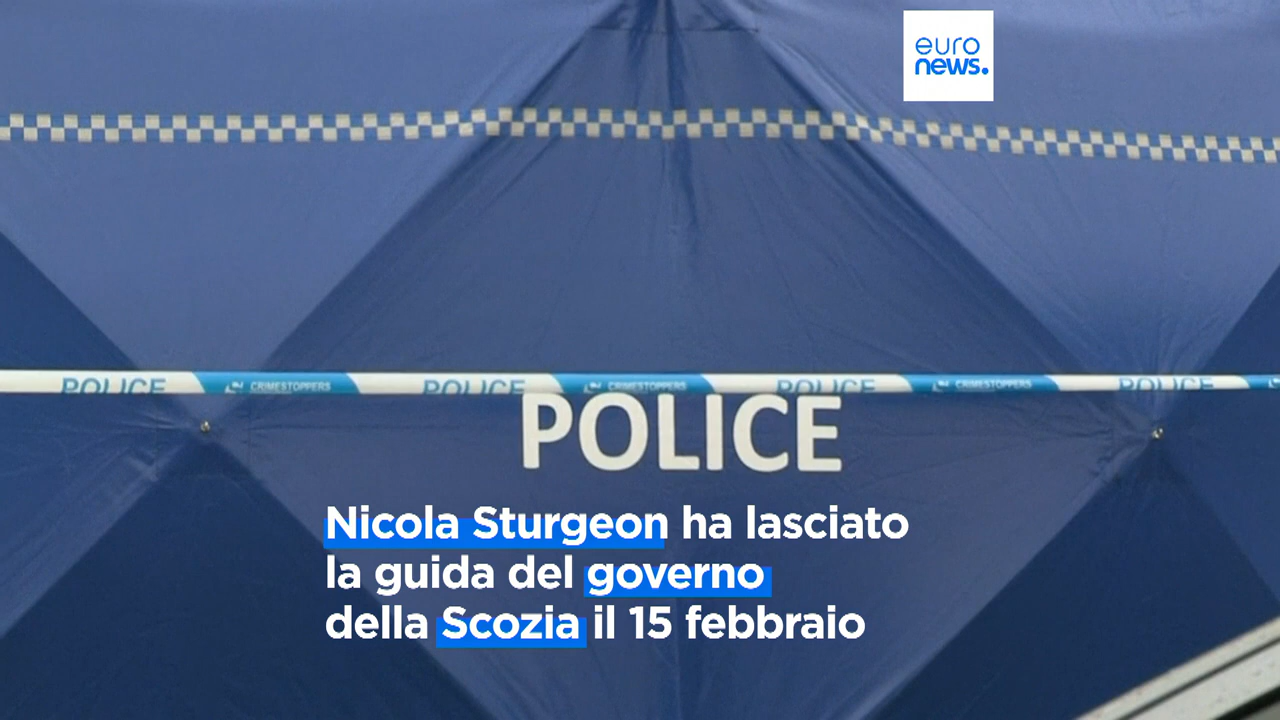 euro
news.
POLICE CRIMESTOPPERS POLICE CRIMESTOPPERS POLICE CRIMESTOPPERS POLICE
POLICE
Nicola Sturgeon ha lasciato
la guida del governo
della Scozia il 15 febbraio